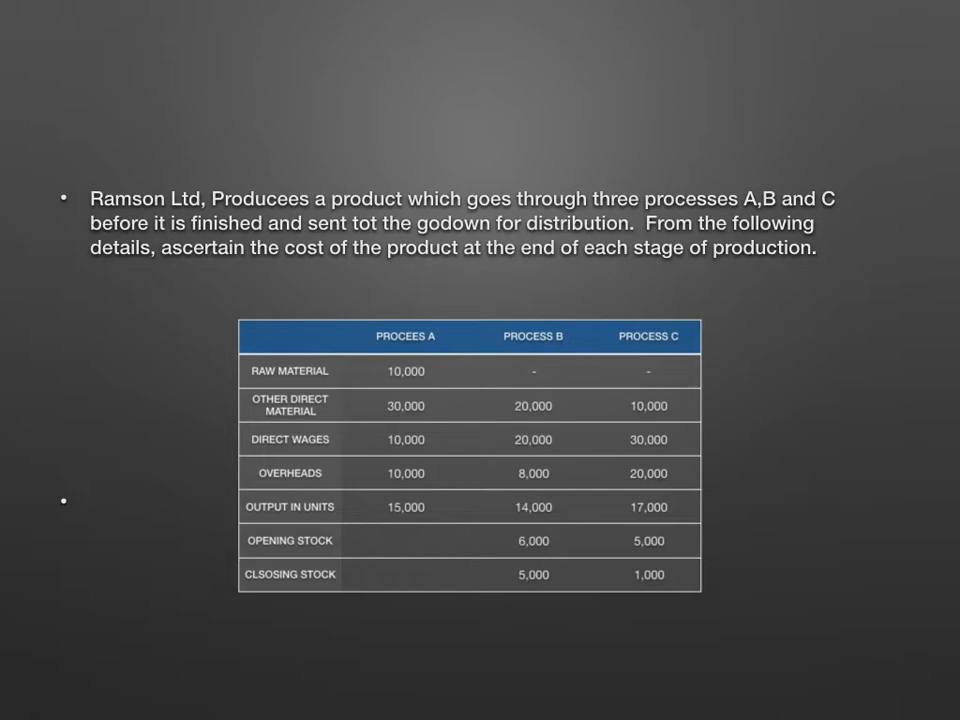 • Ramson Ltd, Producees a product which goes through three processes A,B and C
before it is finished and sent tot the godown for distribution. From the following
details, ascertain the cost of the product at the end of each stage of production.
PROCEES A PROCESS B PROCESS C
RAW MATERIAL 10,000 - -
OTHER DIRECT
MATERIAL 30,000 20,000 10,000
DIRECT WAGES 10,000 20,000 30,000
OVERHEADS 10,000 8,000 20,000
OUTPUT IN UNITS 15,000 14,000 17,000
OPENING STOCK 6,000 5,000
CLSOSING STOCK 5,000 1,000
•